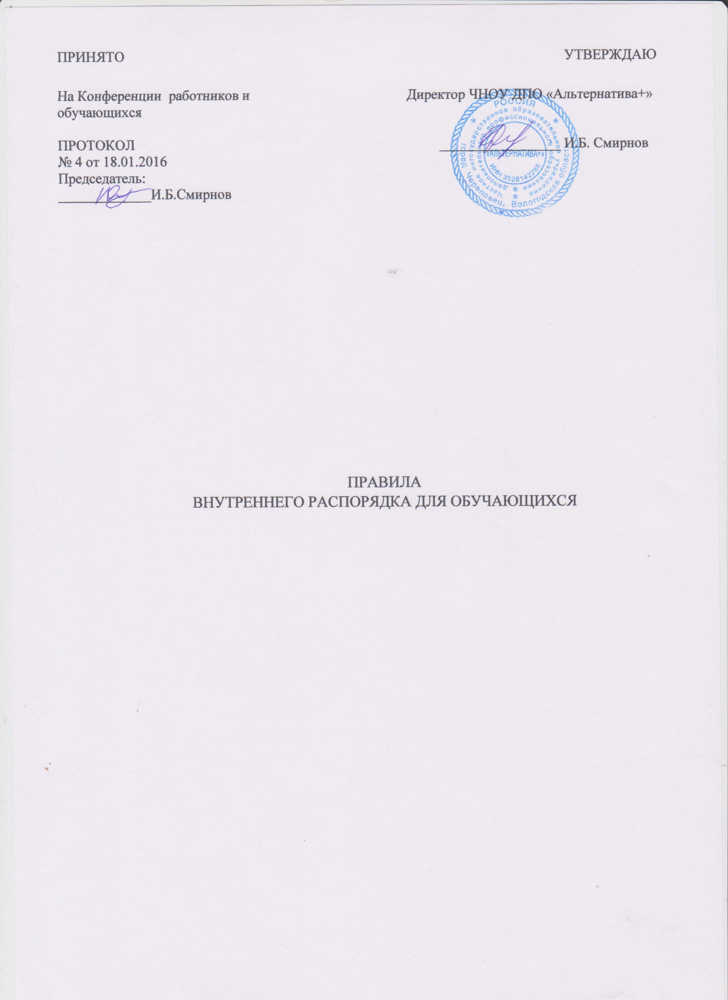 ПРИНЯТО
УТВЕРЖДАЮ
На Конференции работников и
обучающихся
Директор ЧНОУ ДПО «Альтернатива+»
И.Б. Смирнов
ПРОТОКОЛ
№ 4 от 18.01.2016
Председатель:
И.Б.Смирнов
РОССИЯ
город Череповец, Вологодская область
Частное негосударственное образовательное учреждение
дополнительного профессионального образования
«АЛЬТЕРНАТИВА+»
ИНН 3528142288
ПРАВИЛА
ВНУТРЕННЕГО РАСПОРЯДКА ДЛЯ ОБУЧАЮЩИХСЯ